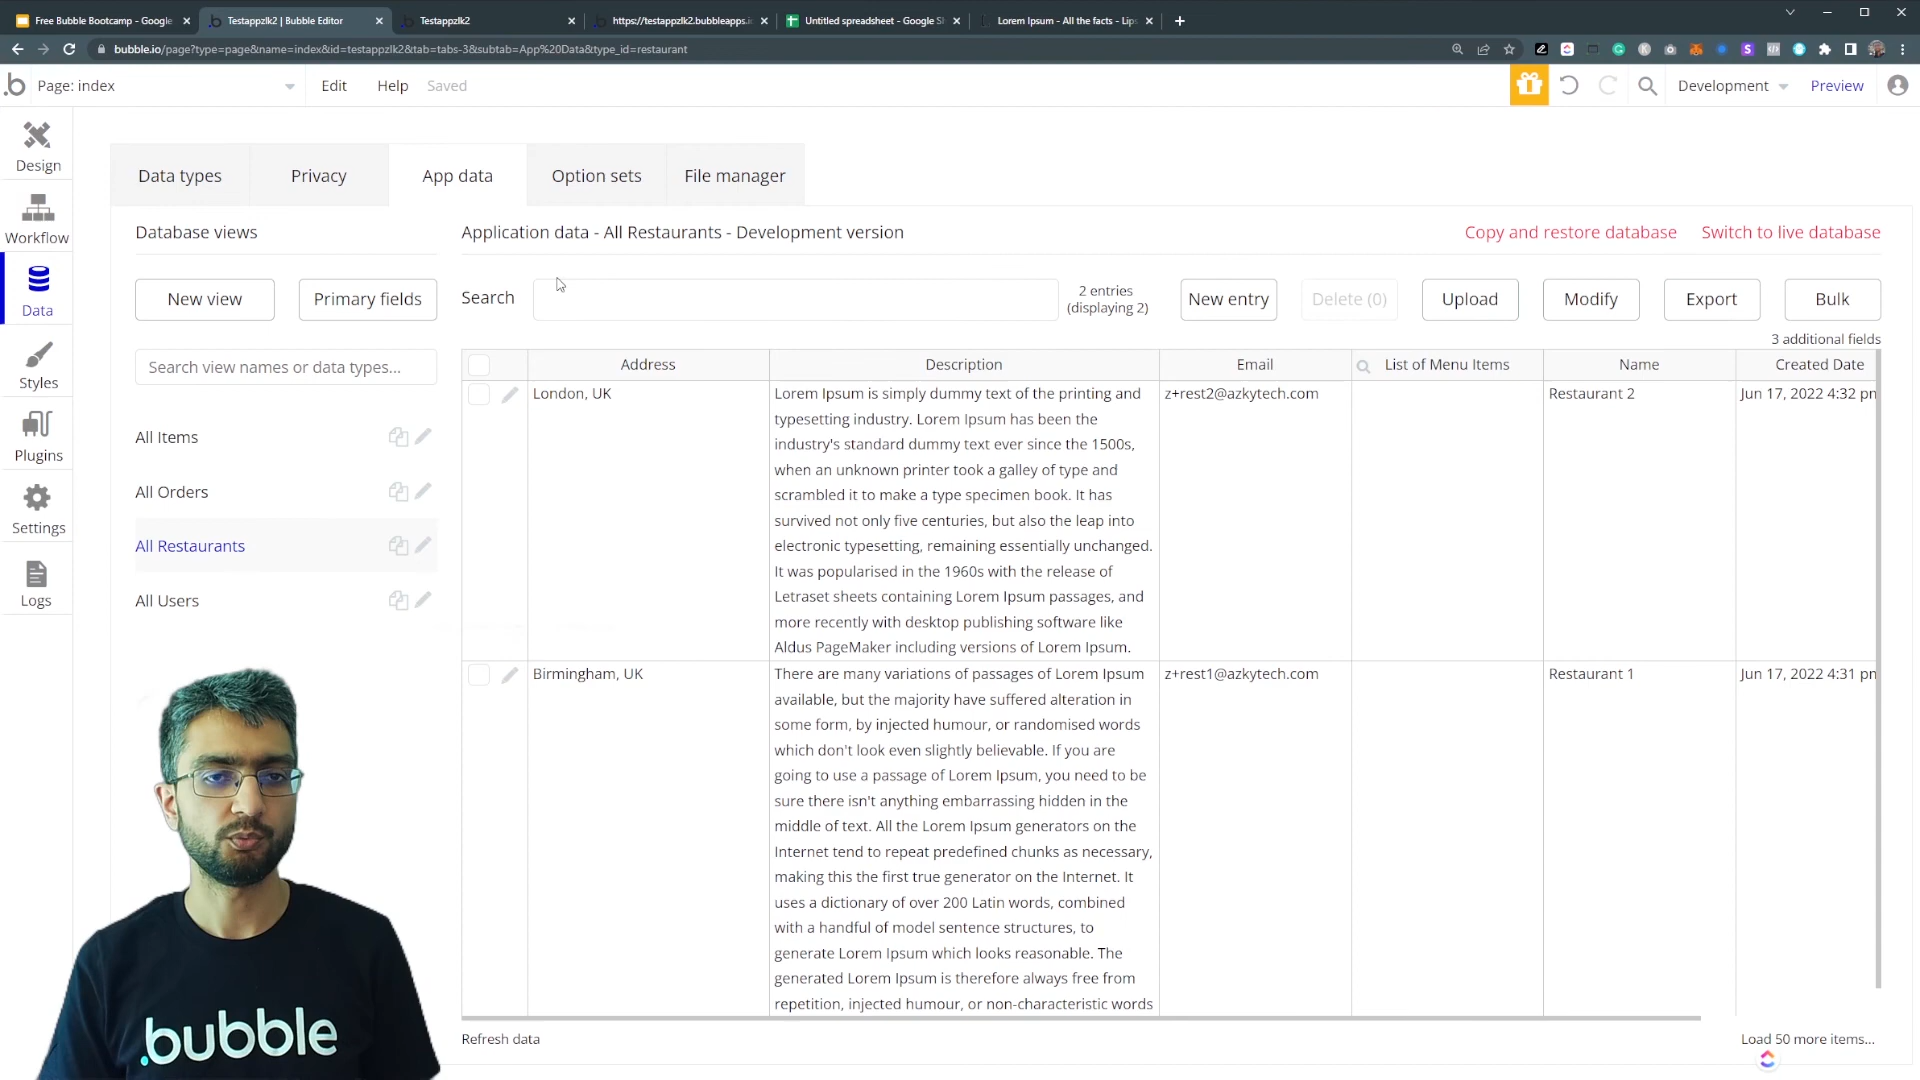 Free Bubble Bootcamp - Google
Testappzlk2 | Bubble Editor
Testappzlk2
https://testappzlk2.bubbleapps.i
Untitled spreadsheet - Google Sh
Lorem Ipsum - All the facts - Lips
bubble.io/page?type=page&name=index&id=testappzlk2&tab=tabs-3&subtab=App%20Data&type_id=restaurant
Page: index
Edit
Help
Saved
Development
Preview
Design
Workflow
Data
Styles
Plugins
Settings
Logs
Data types
Privacy
App data
Option sets
File manager
Database views
New view
Primary fields
Search view names or data types...
All Items
All Orders
All Restaurants
All Users
Application data - All Restaurants - Development version
Copy and restore database
Switch to live database
Search
2 entries
(displaying 2)
New entry
Delete (0)
Upload
Modify
Export
Bulk
3 additional fields
Address
Description
Email
List of Menu Items
Name
Created Date
London, UK
Lorem Ipsum is simply dummy text of the printing and
typesetting industry. Lorem Ipsum has been the
industry's standard dummy text ever since the 1500s,
when an unknown printer took a galley of type and
scrambled it to make a type specimen book. It has
survived not only five centuries, but also the leap into
electronic typesetting, remaining essentially unchanged.
It was popularised in the 1960s with the release of
Letraset sheets containing Lorem Ipsum passages, and
more recently with desktop publishing software like
Aldus PageMaker including versions of Lorem Ipsum.
z+rest2@azkytech.com
Restaurant 2
Jun 17, 2022 4:32 pm
Birmingham, UK
There are many variations of passages of Lorem Ipsum
available, but the majority have suffered alteration in
some form, by injected humour, or randomised words
which don't look even slightly believable. If you are
going to use a passage of Lorem Ipsum, you need to be
sure there isn't anything embarrassing hidden in the
middle of text. All the Lorem Ipsum generators on the
Internet tend to repeat predefined chunks as necessary,
making this the first true generator on the Internet. It
uses a dictionary of over 200 Latin words, combined
with a handful of model sentence structures, to
generate Lorem Ipsum which looks reasonable. The
generated Lorem Ipsum is therefore always free from
repetition, injected humour, or non-characteristic words
z+rest1@azkytech.com
Restaurant 1
Jun 17, 2022 4:31 pm
Refresh data
Load 50 more items...
.bubble